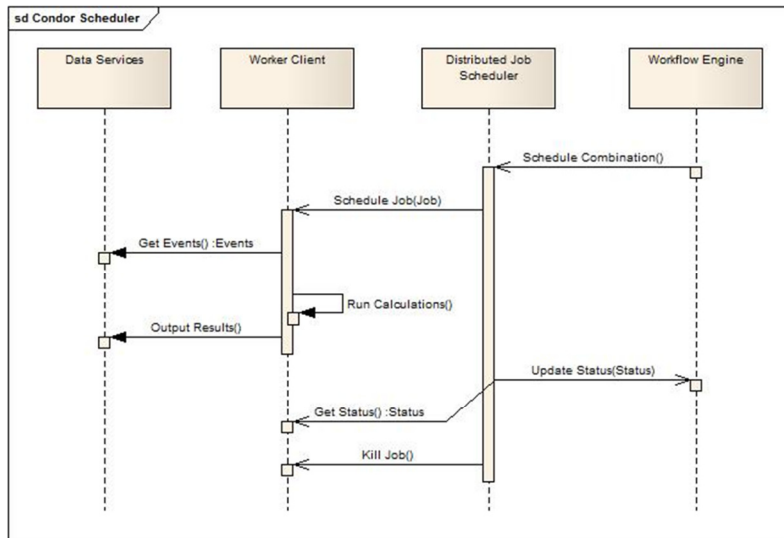 sd Condor Scheduler
Data Services
Worker Client
Distributed Job
Scheduler
Workflow Engine
Schedule Combination()
Schedule Job(Job)
Get Events() :Events
Run Calculations()
Output Results()
Update Status(Status)
Get Status() :Status
Kill Job()